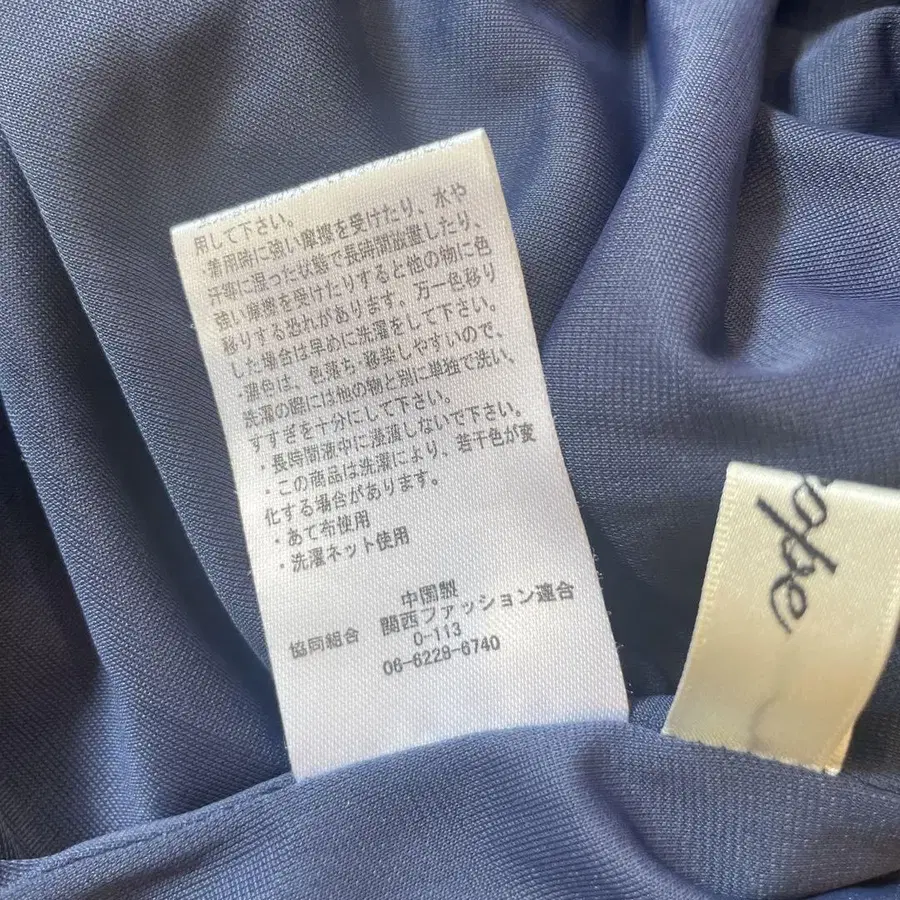 用して下さい。
・着用時に強い摩擦を受けたり、水や
汗等に湿った状態で長時間放置したり、
強い摩擦を受けたりすると他の物に色
移りする恐れがあります。万一色移り
した場合は早めに洗濯をして下さい。
・濃色は、色落ち・移染しやすいので、
洗濯の際には他の物と別に単独で洗い、
すすぎを十分にして下さい。
・長時間液中に浸漬しないで下さい。
・この商品は洗濯により、若干色が変
化する場合があります。
・あて布使用
・洗濯ネット使用
中国製
協同組合 関西ファッション連合
0-113
06-6228-6740
ope